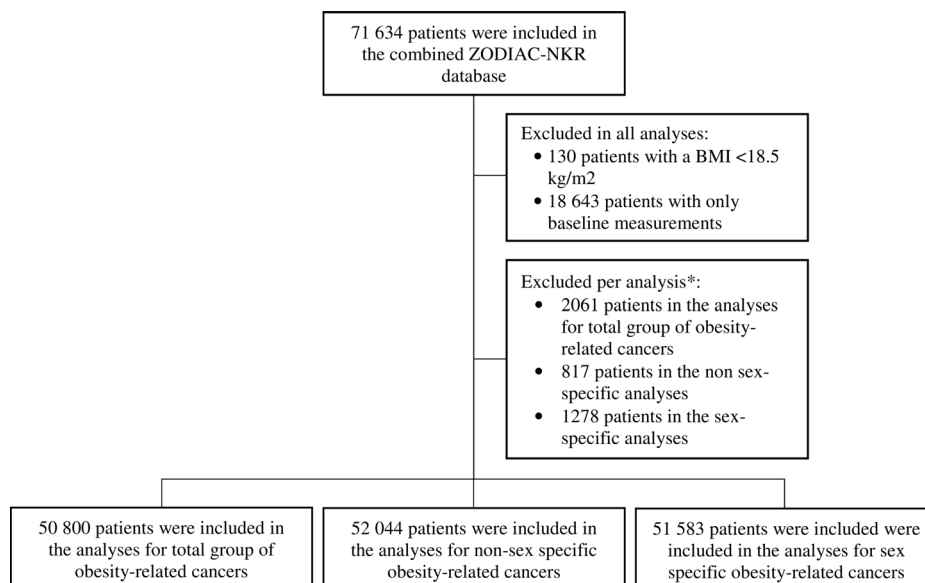 71 634 patients were included in
the combined ZODIAC-NKR
database
Excluded in all analyses:
• 130 patients with a BMI <18.5
kg/m2
• 18 643 patients with only
baseline measurements
Excluded per analysis*:
• 2061 patients in the analyses
for total group of obesity-
related cancers
• 817 patients in the non sex-
specific analyses
• 1278 patients in the sex-
specific analyses
50 800 patients were included in
the analyses for total group of
obesity-related cancers
52 044 patients were included in
the analyses for non-sex specific
obesity-related cancers
51 583 patients were included were
included in the analyses for sex
specific obesity-related cancers